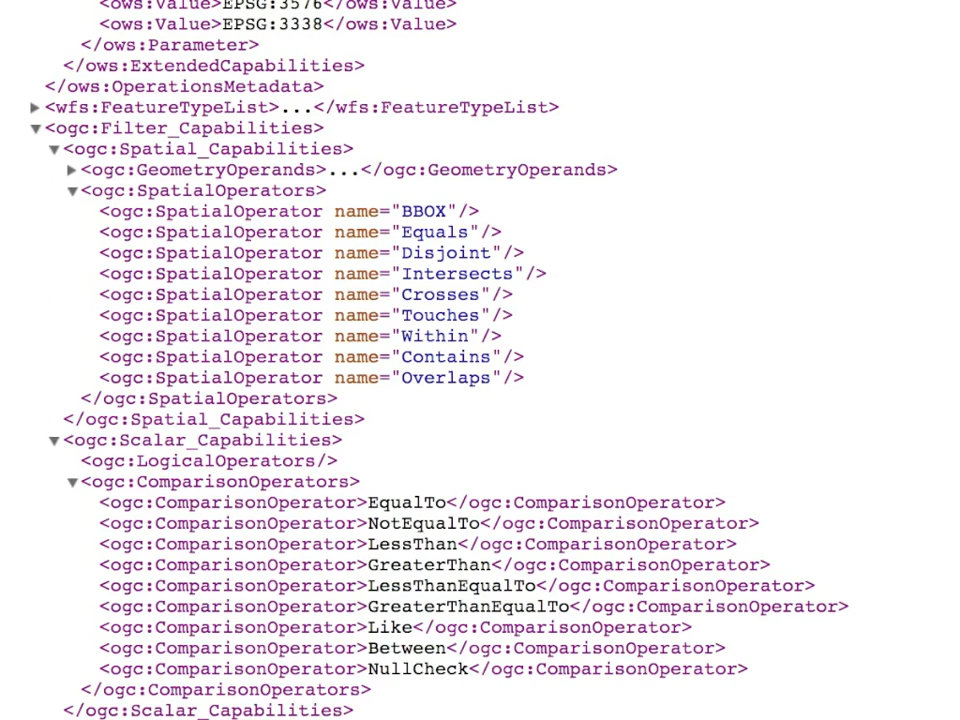 <ows:Value>EPSG:3576</ows:Value>
<ows:Value>EPSG:3338</ows:Value>
</ows:Parameter>
</ows:ExtendedCapabilities>
</ows:OperationsMetadata>
<wfs:FeatureTypeList>...</wfs:FeatureTypeList>
<ogc:Filter_Capabilities>
<ogc:Spatial_Capabilities>
<ogc:GeometryOperands>...</ogc:GeometryOperands>
<ogc:SpatialOperators>
<ogc:SpatialOperator name="BBOX"/>
<ogc:SpatialOperator name="Equals"/>
<ogc:SpatialOperator name="Disjoint"/>
<ogc:SpatialOperator name="Intersects"/>
<ogc:SpatialOperator name="Crosses"/>
<ogc:SpatialOperator name="Touches"/>
<ogc:SpatialOperator name="Within"/>
<ogc:SpatialOperator name="Contains"/>
<ogc:SpatialOperator name="Overlaps"/>
</ogc:SpatialOperators>
</ogc:Spatial_Capabilities>
<ogc:Scalar_Capabilities>
<ogc:LogicalOperators/>
<ogc:ComparisonOperators>
<ogc:ComparisonOperator>EqualTo</ogc:ComparisonOperator>
<ogc:ComparisonOperator>NotEqualTo</ogc:ComparisonOperator>
<ogc:ComparisonOperator>LessThan</ogc:ComparisonOperator>
<ogc:ComparisonOperator>GreaterThan</ogc:ComparisonOperator>
<ogc:ComparisonOperator>LessThanEqualTo</ogc:ComparisonOperator>
<ogc:ComparisonOperator>GreaterThanEqualTo</ogc:ComparisonOperator>
<ogc:ComparisonOperator>Like</ogc:ComparisonOperator>
<ogc:ComparisonOperator>Between</ogc:ComparisonOperator>
<ogc:ComparisonOperator>NullCheck</ogc:ComparisonOperator>
</ogc:ComparisonOperators>
</ogc:Scalar_Capabilities>